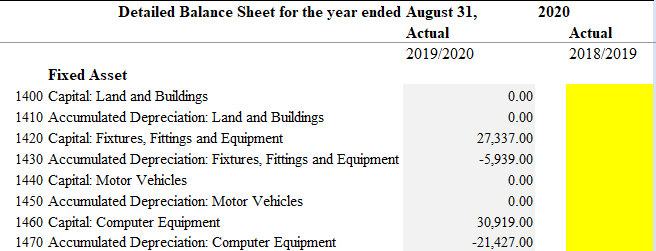 Detailed Balance Sheet for the year ended August 31, 2020
Actual Actual
2019/2020 2018/2019
Fixed Asset
1400 Capital: Land and Buildings 0.00
1410 Accumulated Depreciation: Land and Buildings 0.00
1420 Capital: Fixtures, Fittings and Equipment 27,337.00
1430 Accumulated Depreciation: Fixtures, Fittings and Equipment -5,939.00
1440 Capital: Motor Vehicles 0.00
1450 Accumulated Depreciation: Motor Vehicles 0.00
1460 Capital: Computer Equipment 30,919.00
1470 Accumulated Depreciation: Computer Equipment -21,427.00